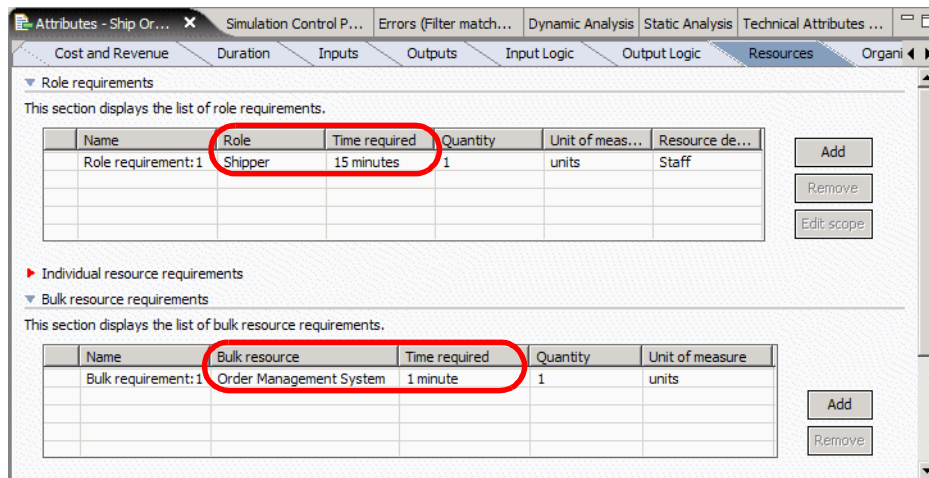 Attributes - Ship Or... Simulation Control P... Errors (Filter match... Dynamic Analysis Static Analysis Technical Attributes ...
Cost and Revenue Duration Inputs Outputs Input Logic Output Logic Resources Organi
Role requirements
This section displays the list of role requirements.
Name Role Time required Quantity Unit of meas... Resource de...
Role requirement:1 Shipper 15 minutes 1 units Staff
Add
Remove
Edit scope
Individual resource requirements
Bulk resource requirements
This section displays the list of bulk resource requirements.
Name Bulk resource Time required Quantity Unit of measure
Bulk requirement:1 Order Management System 1 minute 1 units
Add
Remove